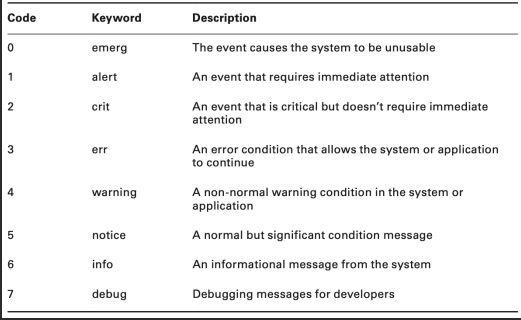 Code Keyword Description
0 emerg The event causes the system to be unusable
1 alert An event that requires immediate attention
2 crit An event that is critical but doesn’t require immediate
attention
3 err An error condition that allows the system or application
to continue
4 warning A non-normal warning condition in the system or
application
5 notice A normal but significant condition message
6 info An informational message from the system
7 debug Debugging messages for developers